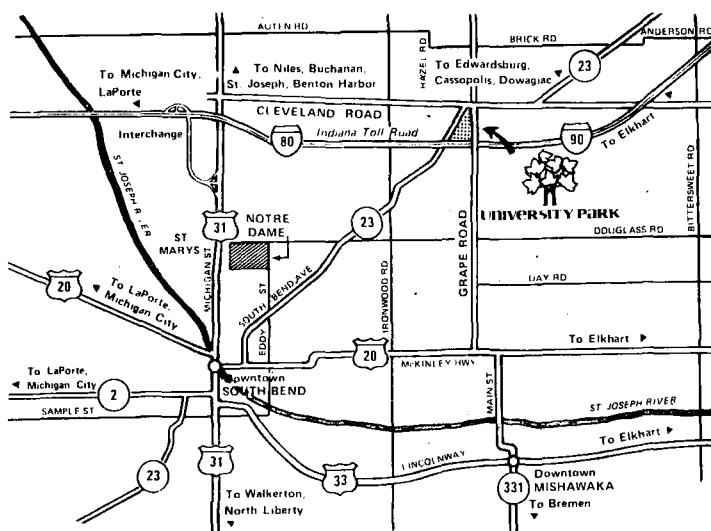 AUTEN RD
BRICK RD
ANDERSON RD
HAZEL RD
23
To Michigan City,
LaPorte
To Niles, Buchanan,
St. Joseph, Benton Harbor
To Edwardsburg,
Cassopolis, Dowagiac
CLEVELAND ROAD
Indiana Toll Road
Interchange
80
90
To Elkhart
ST JOSEPH RIVER
BITTERSWEET RD
UNIVERSITY PARK
31
NOTRE
DAME
ST
MARYS
MICHIGAN ST
23
DOUGLASS RD
GRAPE ROAD
IRONWOOD RD
DAY RD
20
To LaPorte,
Michigan City
SOUTH BEND AVE
EDDY ST
To Elkhart
20
McKINLEY HWY
To LaPorte,
Michigan City
2
Downtown
SOUTH BEND
MAIN ST
SAMPLE ST
ST JOSEPH RIVER
To Elkhart
LINCOLNWAY
23
31
33
331
Downtown
MISHAWAKA
To Walkerton,
North Liberty
To Bremen